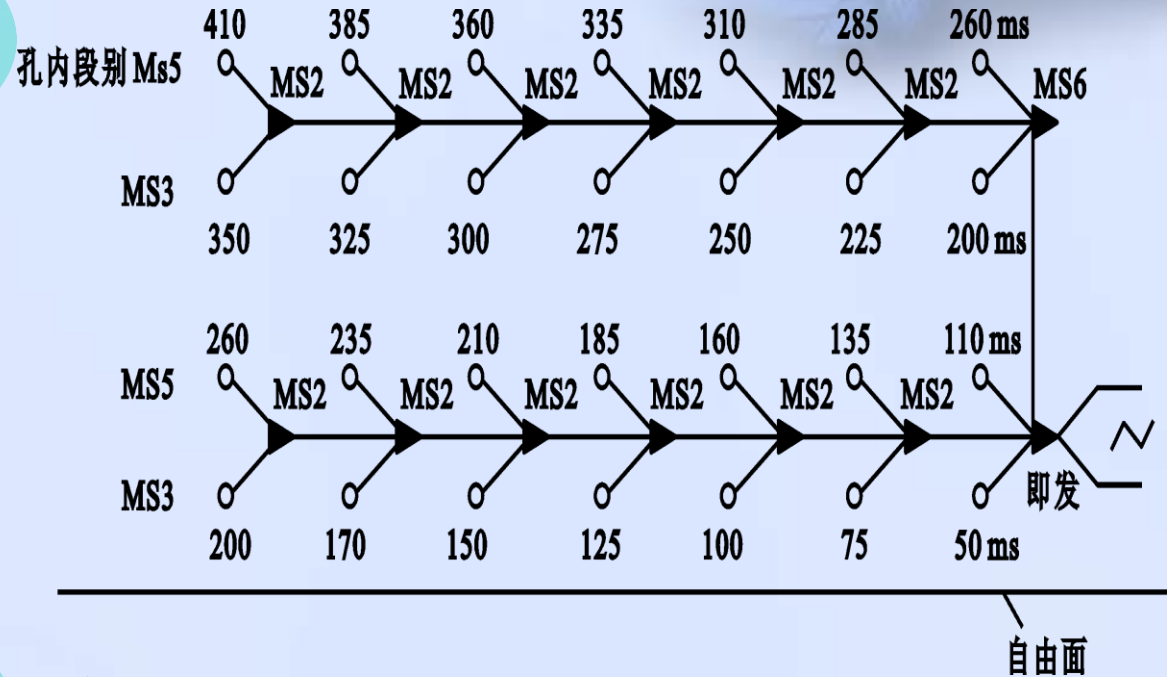 410 385 360 335 310 285 260 ms
孔内段别 Ms5 MS2 MS2 MS2 MS2 MS2 MS2 MS6
MS3
350 325 300 275 250 225 200 ms
260 235 210 185 160 135 110 ms
MS5 MS2 MS2 MS2 MS2 MS2 MS2
MS3 即发
200 170 150 125 100 75 50 ms
自由面